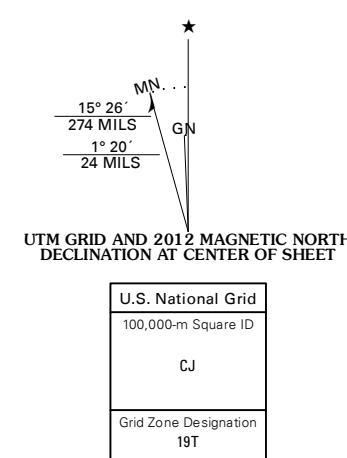 ★
MN
15° 26´
274 MILS
GN
1° 20´
24 MILS
UTM GRID AND 2012 MAGNETIC NORTH
DECLINATION AT CENTER OF SHEET
U.S. National Grid
100,000-m Square ID
CJ
Grid Zone Designation
19T